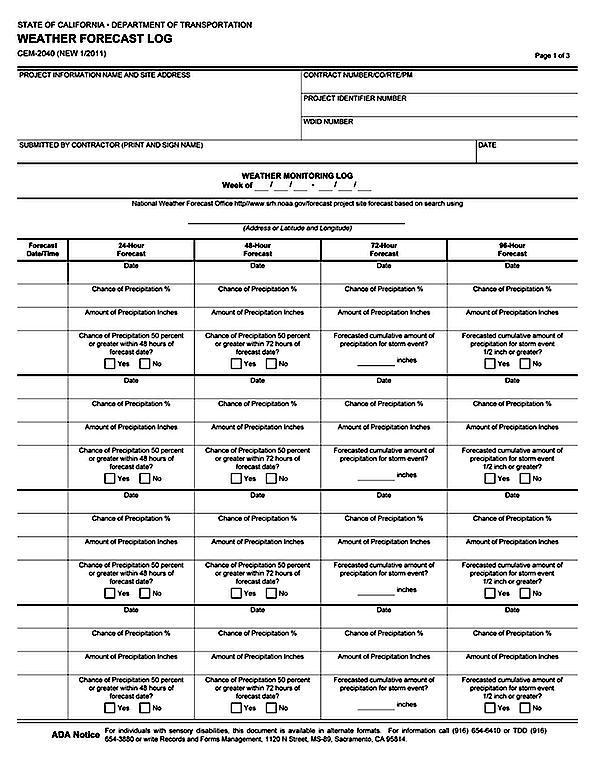 STATE OF CALIFORNIA • DEPARTMENT OF TRANSPORTATION
WEATHER FORECAST LOG
CEM-2040 (NEW 1/2011)
Page 1 of 3
PROJECT INFORMATION NAME AND SITE ADDRESS
CONTRACT NUMBER/CO/RTE/PM
PROJECT IDENTIFIER NUMBER
WDID NUMBER
SUBMITTED BY CONTRACTOR (PRINT AND SIGN NAME)
DATE
WEATHER MONITORING LOG
Week of ___ / ___ / ___ - ___ / ___ / ___
National Weather Forecast Office http//www.srh.noaa.gov/forecast project site forecast based on search using
(Address or Latitude and Longitude)
Forecast Date/Time 24-Hour Forecast 48-Hour Forecast 72-Hour Forecast 96-Hour Forecast
Date Date Date Date
Chance of Precipitation % Chance of Precipitation % Chance of Precipitation % Chance of Precipitation %
Amount of Precipitation Inches Amount of Precipitation Inches Amount of Precipitation Inches Amount of Precipitation Inches
Chance of Precipitation 50 percent Chance of Precipitation 50 percent Forecasted cumulative amount of Forecasted cumulative amount of
or greater within 48 hours of or greater within 72 hours of precipitation for storm event? precipitation for storm event
forecast date? forecast date? _________ inches 1/2 inch or greater?
Yes No Yes No Yes No
Date Date Date Date
Chance of Precipitation % Chance of Precipitation % Chance of Precipitation % Chance of Precipitation %
Amount of Precipitation Inches Amount of Precipitation Inches Amount of Precipitation Inches Amount of Precipitation Inches
Chance of Precipitation 50 percent Chance of Precipitation 50 percent Forecasted cumulative amount of Forecasted cumulative amount of
or greater within 48 hours of or greater within 72 hours of precipitation for storm event? precipitation for storm event
forecast date? forecast date? _________ inches 1/2 inch or greater?
Yes No Yes No Yes No
Date Date Date Date
Chance of Precipitation % Chance of Precipitation % Chance of Precipitation % Chance of Precipitation %
Amount of Precipitation Inches Amount of Precipitation Inches Amount of Precipitation Inches Amount of Precipitation Inches
Chance of Precipitation 50 percent Chance of Precipitation 50 percent Forecasted cumulative amount of Forecasted cumulative amount of
or greater within 48 hours of or greater within 72 hours of precipitation for storm event? precipitation for storm event
forecast date? forecast date? _________ inches 1/2 inch or greater?
Yes No Yes No Yes No
Date Date Date Date
Chance of Precipitation % Chance of Precipitation % Chance of Precipitation % Chance of Precipitation %
Amount of Precipitation Inches Amount of Precipitation Inches Amount of Precipitation Inches Amount of Precipitation Inches
Chance of Precipitation 50 percent Chance of Precipitation 50 percent Forecasted cumulative amount of Forecasted cumulative amount of
or greater within 48 hours of or greater within 72 hours of precipitation for storm event? precipitation for storm event
forecast date? forecast date? _________ inches 1/2 inch or greater?
Yes No Yes No Yes No
ADA Notice For individuals with sensory disabilities, this document is available in alternate formats. For information call (916) 654-6410 or TDD (916)
654-3880 or write Records and Forms Management, 1120 N Street, MS-89, Sacramento, CA 95814.